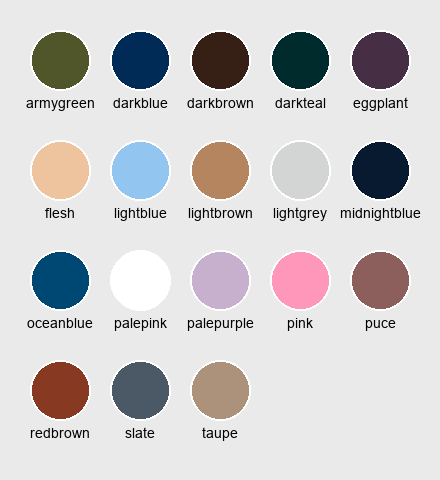 armygreen darkblue darkbrown darkteal eggplant
flesh lightblue lightbrown lightgrey midnightblue
oceanblue palepink palepurple pink puce
redbrown slate taupe